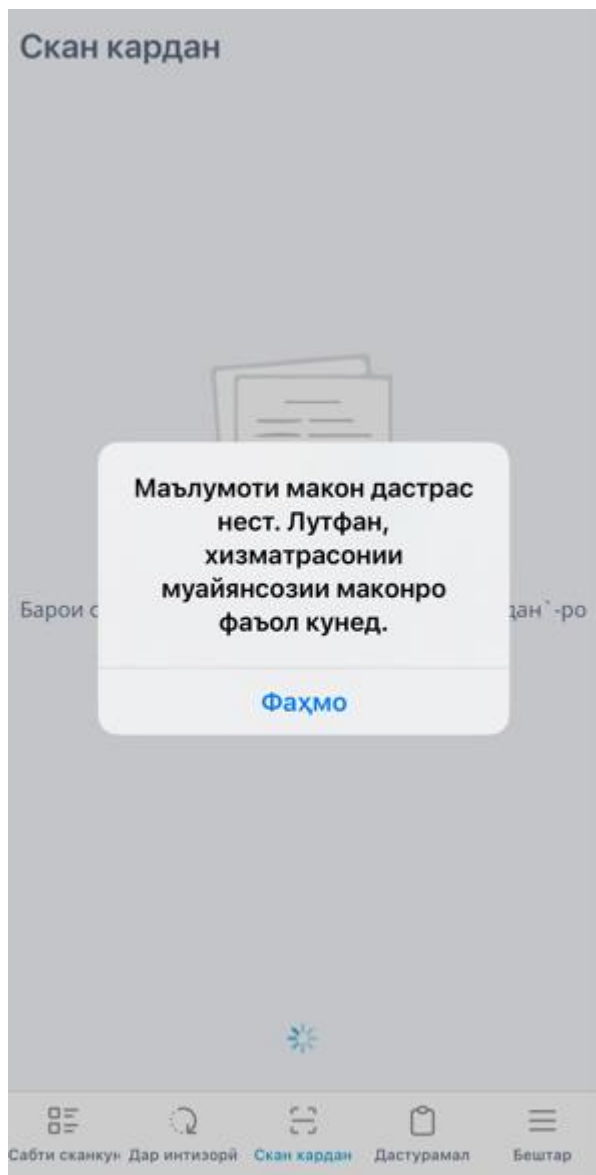 Скан кардан
Маълумоти макон дастрас
нест. Лутфан,
хизматрасонии
муайянсозии маконро
фаъол кунед.
Барои
-ро
Фаҳмо
Сабти сканкун
Дар интизорӣ
Скан кардан
Дастурамал
Бештар